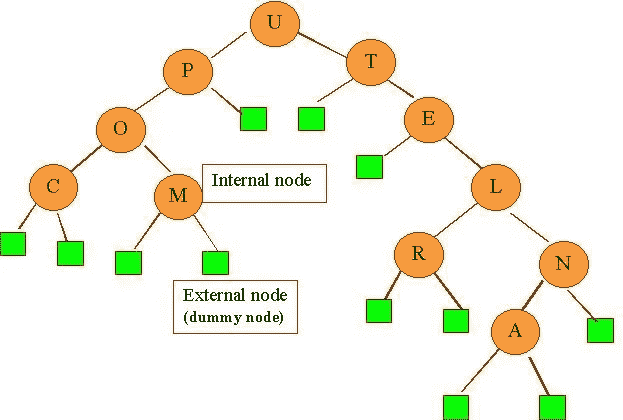 U
P
T
O
E
C
M
Internal node
L
R
N
External node
(dummy node)
A